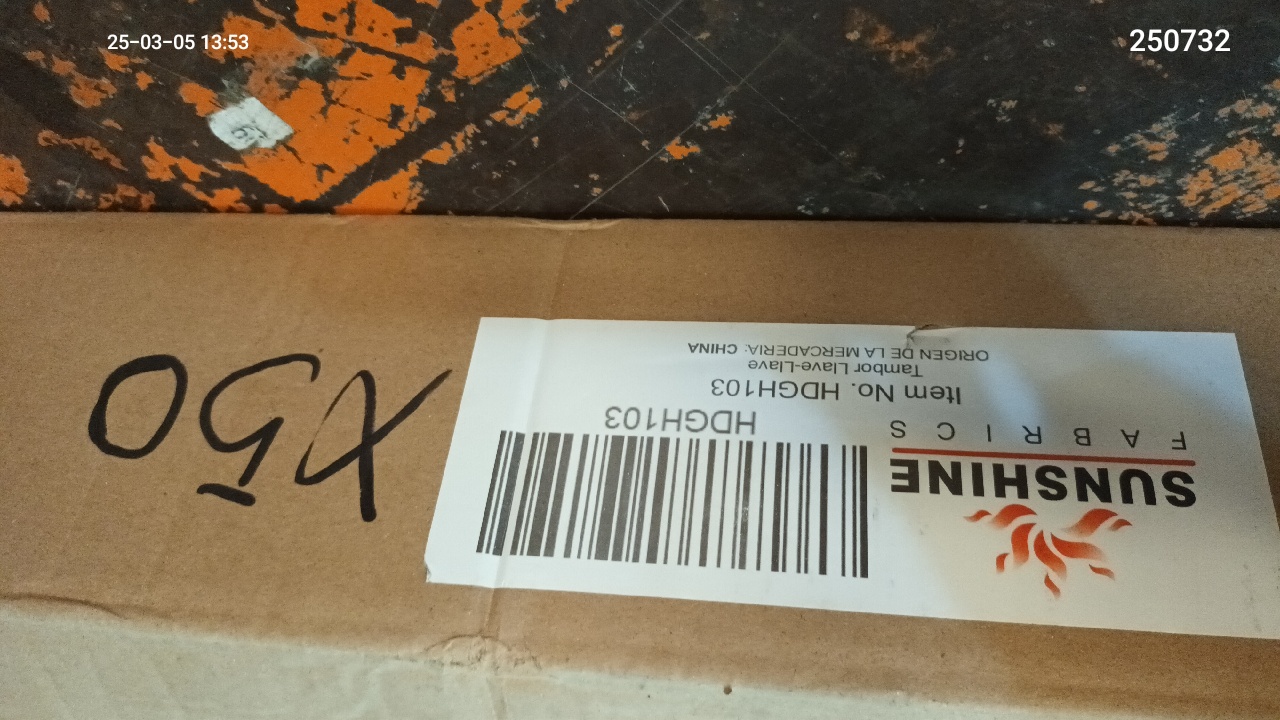 25-03-05 13:53
250732
SUNSHINE
FABRICS
HDGH103
Item No. HDGH103
Tambor Llave-Llave
ORIGEN DE LA MERCADERIA: CHINA
X50